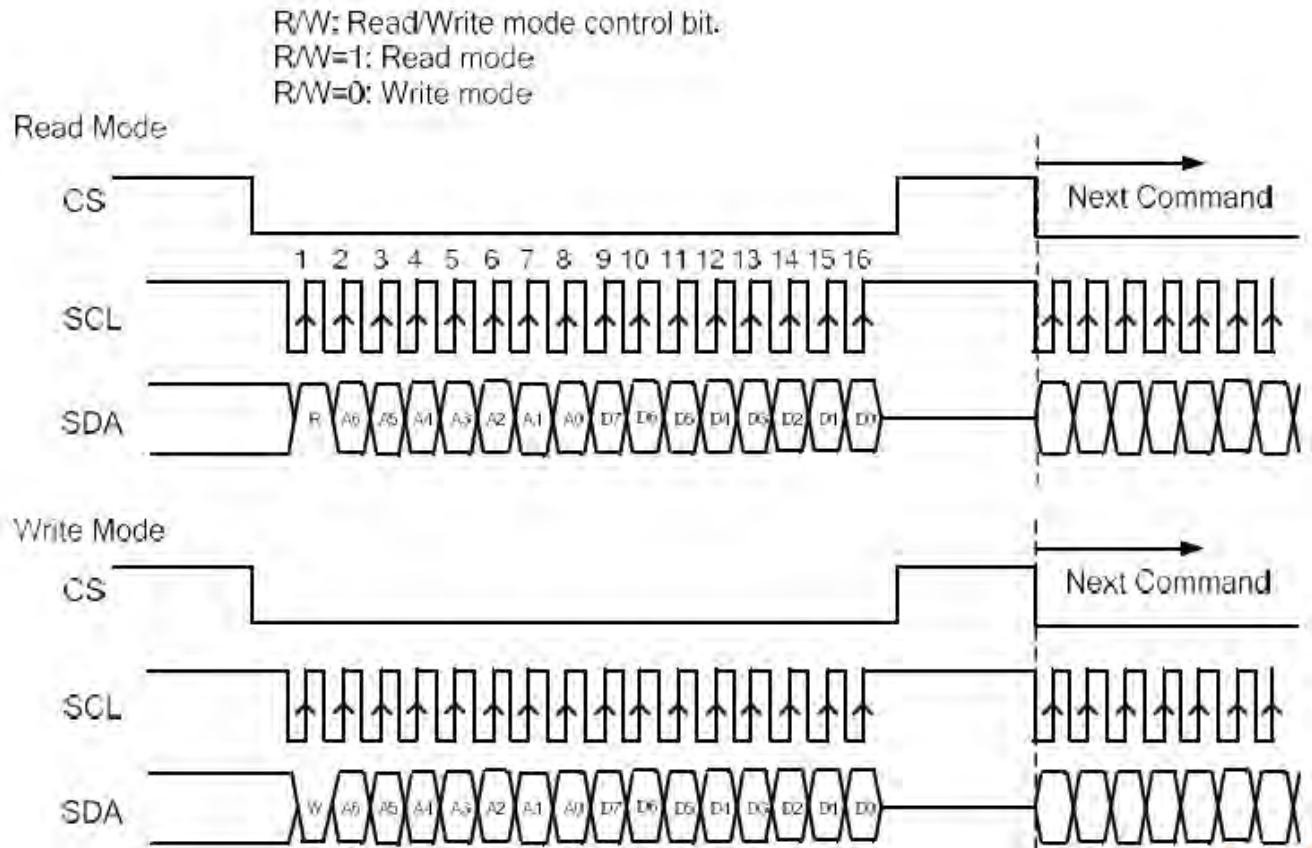 R/W: Read/Write mode control bit.
R/W=1: Read mode
R/W=0: Write mode
Read Mode
CS
Next Command
1 2 3 4 5 6 7 8 9 10 11 12 13 14 15 16
SCL
SDA
R A6 A5 A4 A3 A2 A1 A0 D7 D6 D5 D4 D3 D2 D1 D0
Write Mode
CS
Next Command
SCL
SDA
W A6 A5 A4 A3 A2 A1 A0 D7 D6 D5 D4 D3 D2 D1 D0